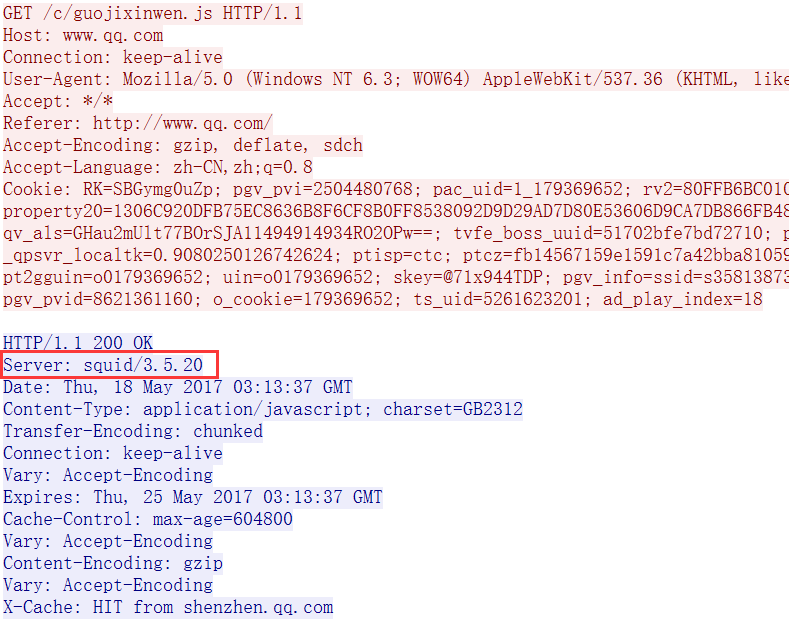 GET /c/guojixinwen.js HTTP/1.1
Host: www.qq.com
Connection: keep-alive
User-Agent: Mozilla/5.0 (Windows NT 6.3; WOW64) AppleWebKit/537.36 (KHTML, like
Accept: */*
Referer: http://www.qq.com/
Accept-Encoding: gzip, deflate, sdch
Accept-Language: zh-CN,zh;q=0.8
Cookie: RK=SBGymg0uZp; pgv_pvi=2504480768; pac_uid=1_179369652; rv2=80FFB6BC010
property20=1306C920DFB75EC8636B8F6CF8B0FF8538092D9D29AD7D80E53606D9CA7DB866FB48
qv_als=GHau2mUlt77BOrSJA11494914934RO2OPw==; tvfe_boss_uuid=51702bfe7bd72710; p
_qpsvr_localtk=0.9080250126742624; ptisp=ctc; ptcz=fb14567159e1591c7a42bba81059
pt2gguin=o0179369652; uin=o0179369652; skey=@71x944TDP; pgv_info=ssid=s35813873
pgv_pvid=8621361160; o_cookie=179369652; ts_uid=5261623201; ad_play_index=18
HTTP/1.1 200 OK
Server: squid/3.5.20
Date: Thu, 18 May 2017 03:13:37 GMT
Content-Type: application/javascript; charset=GB2312
Transfer-Encoding: chunked
Connection: keep-alive
Vary: Accept-Encoding
Expires: Thu, 25 May 2017 03:13:37 GMT
Cache-Control: max-age=604800
Vary: Accept-Encoding
Content-Encoding: gzip
Vary: Accept-Encoding
X-Cache: HIT from shenzhen.qq.com